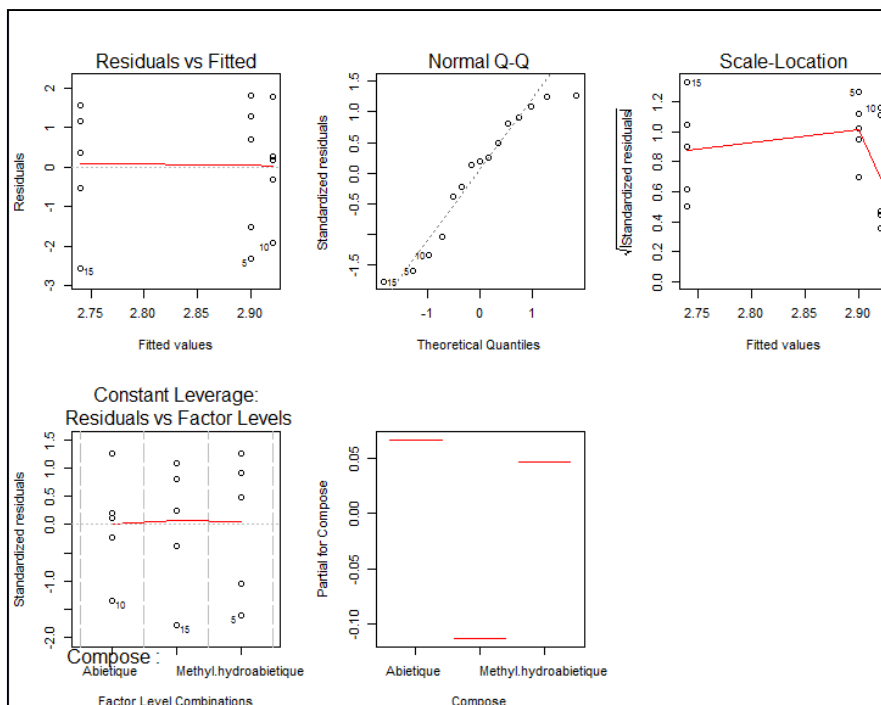 Residuals vs Fitted
Residuals
2
1
0
-1
-2
-3
15
5
10
2.75 2.80 2.85 2.90
Fitted values
Normal Q-Q
Standardized residuals
1.5
1.0
0.5
-0.5
-1.5
10
5
15
-1 0 1
Theoretical Quantiles
Scale-Location
√|Standardized residuals|
1.2
1.0
0.8
0.6
0.4
0.2
0.0
15
5
10
2.75 2.80 2.85 2.90
Fitted values
Constant Leverage:
Residuals vs Factor Levels
Standardized residuals
1.5
0.5
0.0
-1.0
-2.0
10
15
5
Compose :
Abietique Methyl.hydroabietique
Factor Level Combinations
Partial for Compose
0.05
0.00
-0.10
Abietique Methyl.hydroabietique
Compose